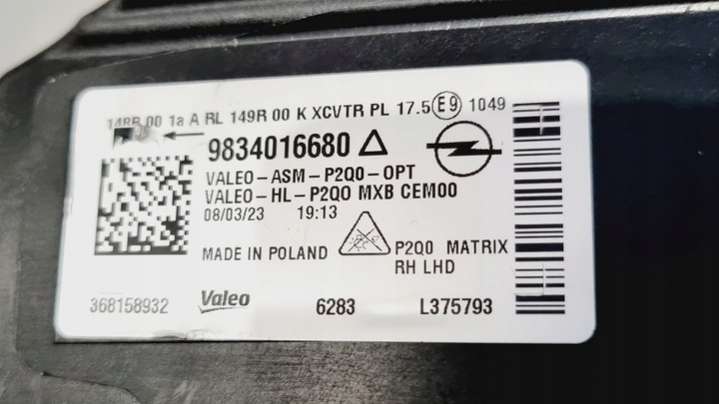 148R 00 1a A RL 149R 00 K XCVTR PL 17.5 E9 1049
9834016680
VALEO-ASM-P2Q0-OPT
VALEO-HL-P2Q0 MXB CEM00
08/03/23 19:13
MADE IN POLAND
P2Q0 MATRIX
RH LHD
368158932 Valeo 6283 L375793